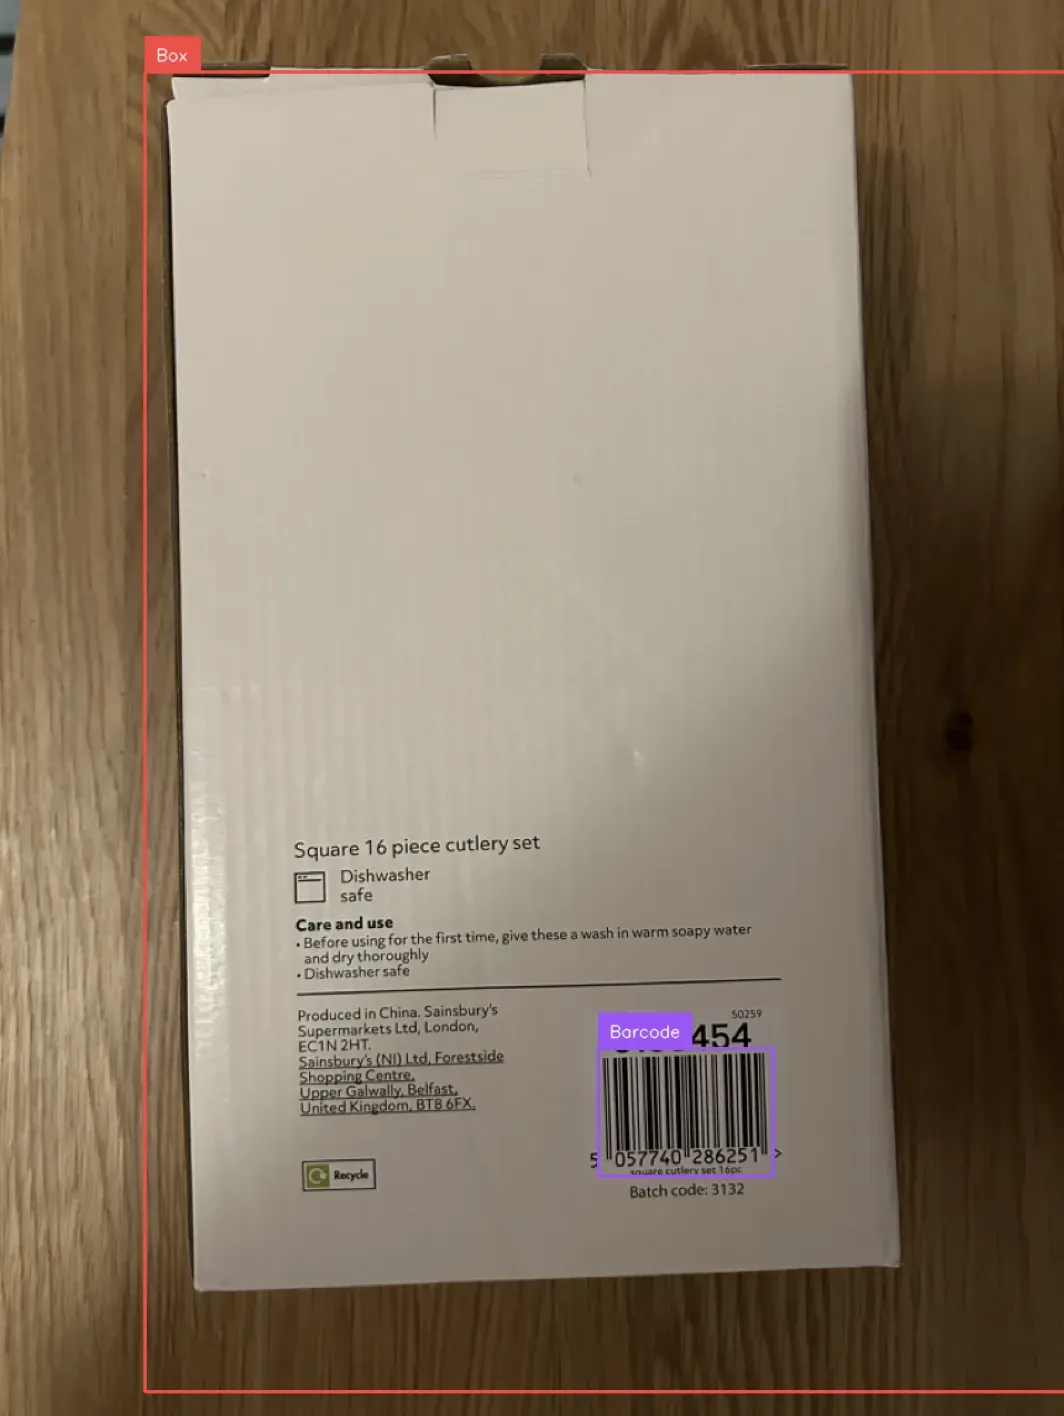 Box
Square 16 piece cutlery set
Dishwasher
safe
Care and use
• Before using for the first time, give these a wash in warm soapy water
and dry thoroughly
• Dishwasher safe
Produced in China. Sainsbury's
Supermarkets Ltd, London,
EC1N 2HT.
Sainsbury's (NI) Ltd, Forestside
Shopping Centre,
Upper Galwally, Belfast,
United Kingdom, BT8 6FX.
Recycle
50259
Barcode
454
5 057740 286251 >
square cutlery set 16pc
Batch code: 3132